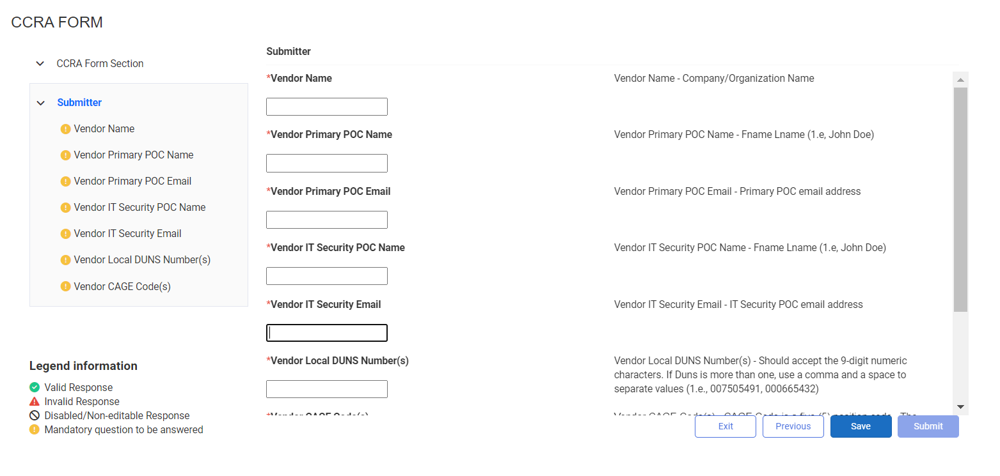 CCRA FORM
CCRA Form Section
Submitter
Vendor Name
Vendor Primary POC Name
Vendor Primary POC Email
Vendor IT Security POC Name
Vendor IT Security Email
Vendor Local DUNS Number(s)
Vendor CAGE Code(s)
Legend information
Valid Response
Invalid Response
Disabled/Non-editable Response
Mandatory question to be answered
Submitter
*Vendor Name
Vendor Name - Company/Organization Name
*Vendor Primary POC Name
Vendor Primary POC Name - Fname Lname (1.e, John Doe)
*Vendor Primary POC Email
Vendor Primary POC Email - Primary POC email address
*Vendor IT Security POC Name
Vendor IT Security POC Name - Fname Lname (1.e, John Doe)
*Vendor IT Security Email
Vendor IT Security Email - IT Security POC email address
*Vendor Local DUNS Number(s)
Vendor Local DUNS Number(s) - Should accept the 9-digit numeric
characters. If Duns is more than one, use a comma and a space to
separate values (1.e., 007505491, 000665432)
*Vendor CAGE Code(s)
Vendor CAGE Code(s) - CAGE Code is a five (5) position code - The
Exit
Previous
Save
Submit